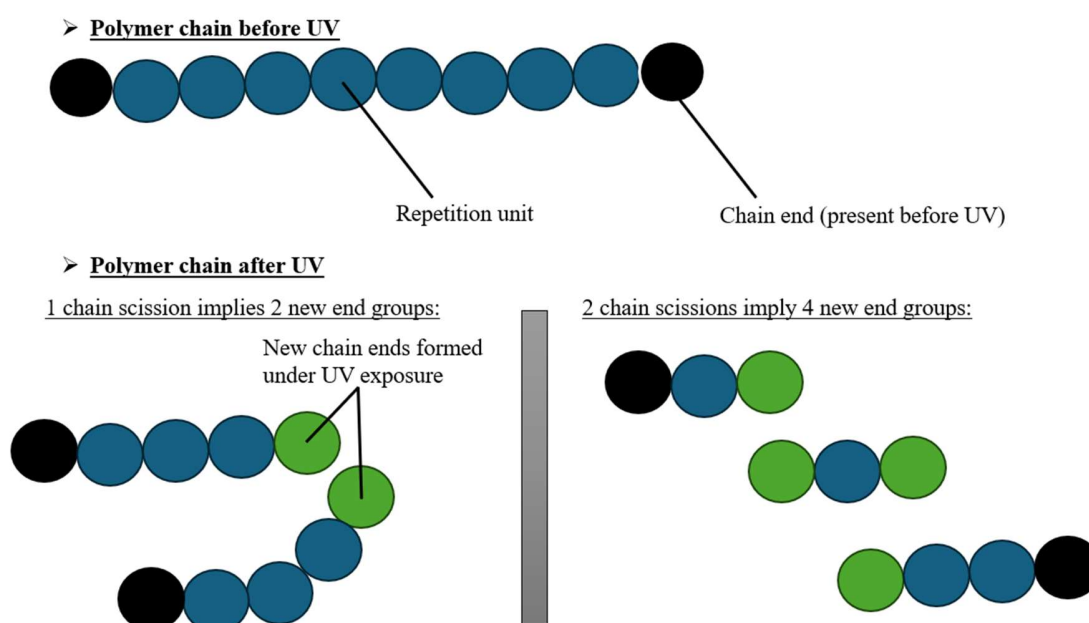 ➢ Polymer chain before UV
Repetition unit
Chain end (present before UV)
➢ Polymer chain after UV
1 chain scission implies 2 new end groups:
New chain ends formed
under UV exposure
2 chain scissions imply 4 new end groups: